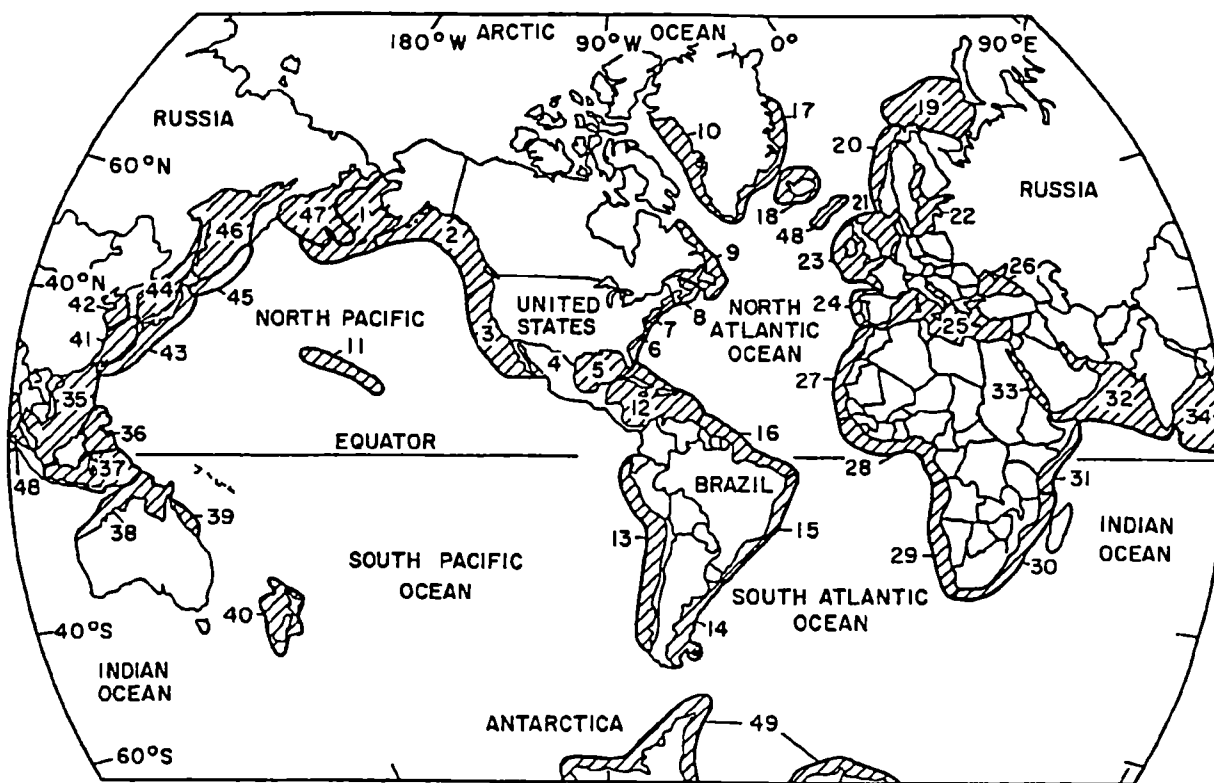 180°W ARCTIC 90°W OCEAN 0° 90°E
RUSSIA
10
17
19
60°N
20
RUSSIA
47 1
46
2
18
21
48
22
9
23
40°N
44
42
45
UNITED
STATES
26
NORTH PACIFIC
8
NORTH
ATLANTIC
OCEAN
24
41
43
3
7
25
11
4
5
6
27
35
12
33
32
34
36
16
EQUATOR
28
37
48
BRAZIL
31
39
38
13
15
INDIAN
OCEAN
SOUTH PACIFIC
OCEAN
29
30
40
SOUTH ATLANTIC
OCEAN
14
40°S
INDIAN
OCEAN
ANTARCTICA
49
60°S